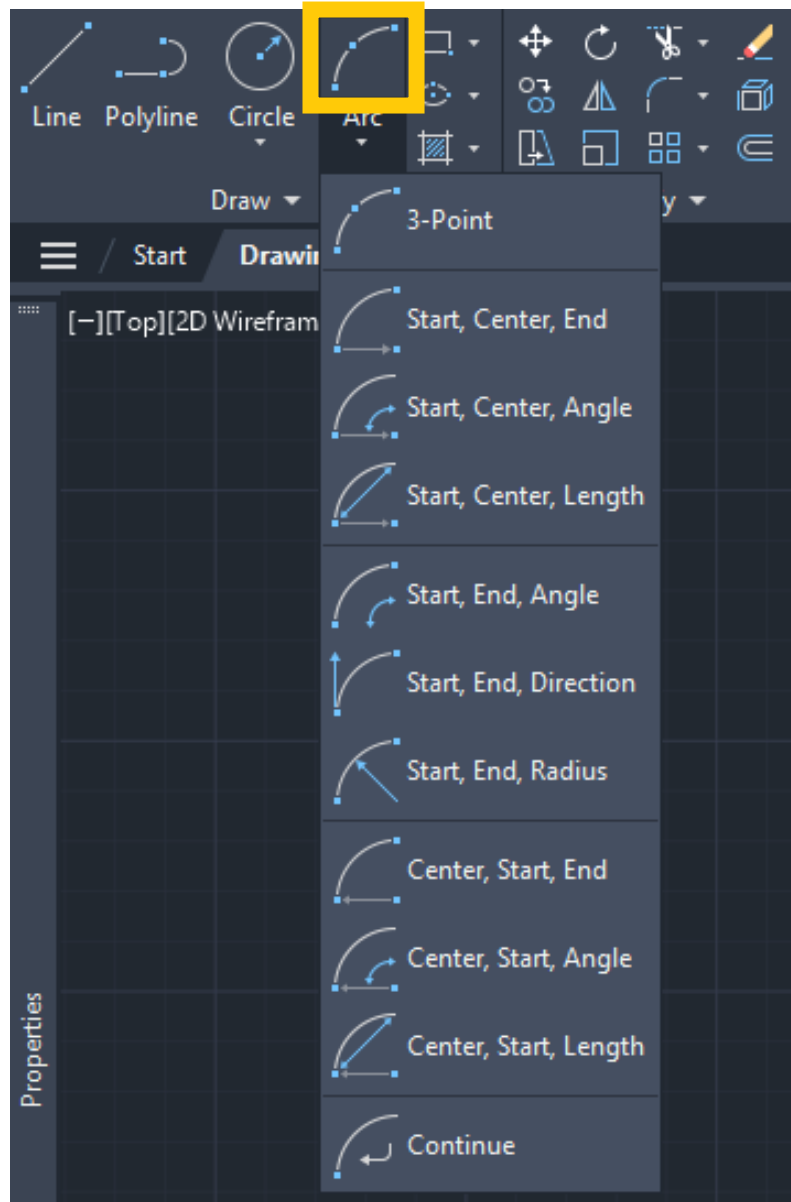 Line Polyline Circle Arc
Draw
y
Start Drawin
[−][Top][2D Wirefram
3-Point
Start, Center, End
Start, Center, Angle
Start, Center, Length
Start, End, Angle
Start, End, Direction
Start, End, Radius
Center, Start, End
Center, Start, Angle
Center, Start, Length
Continue
Properties